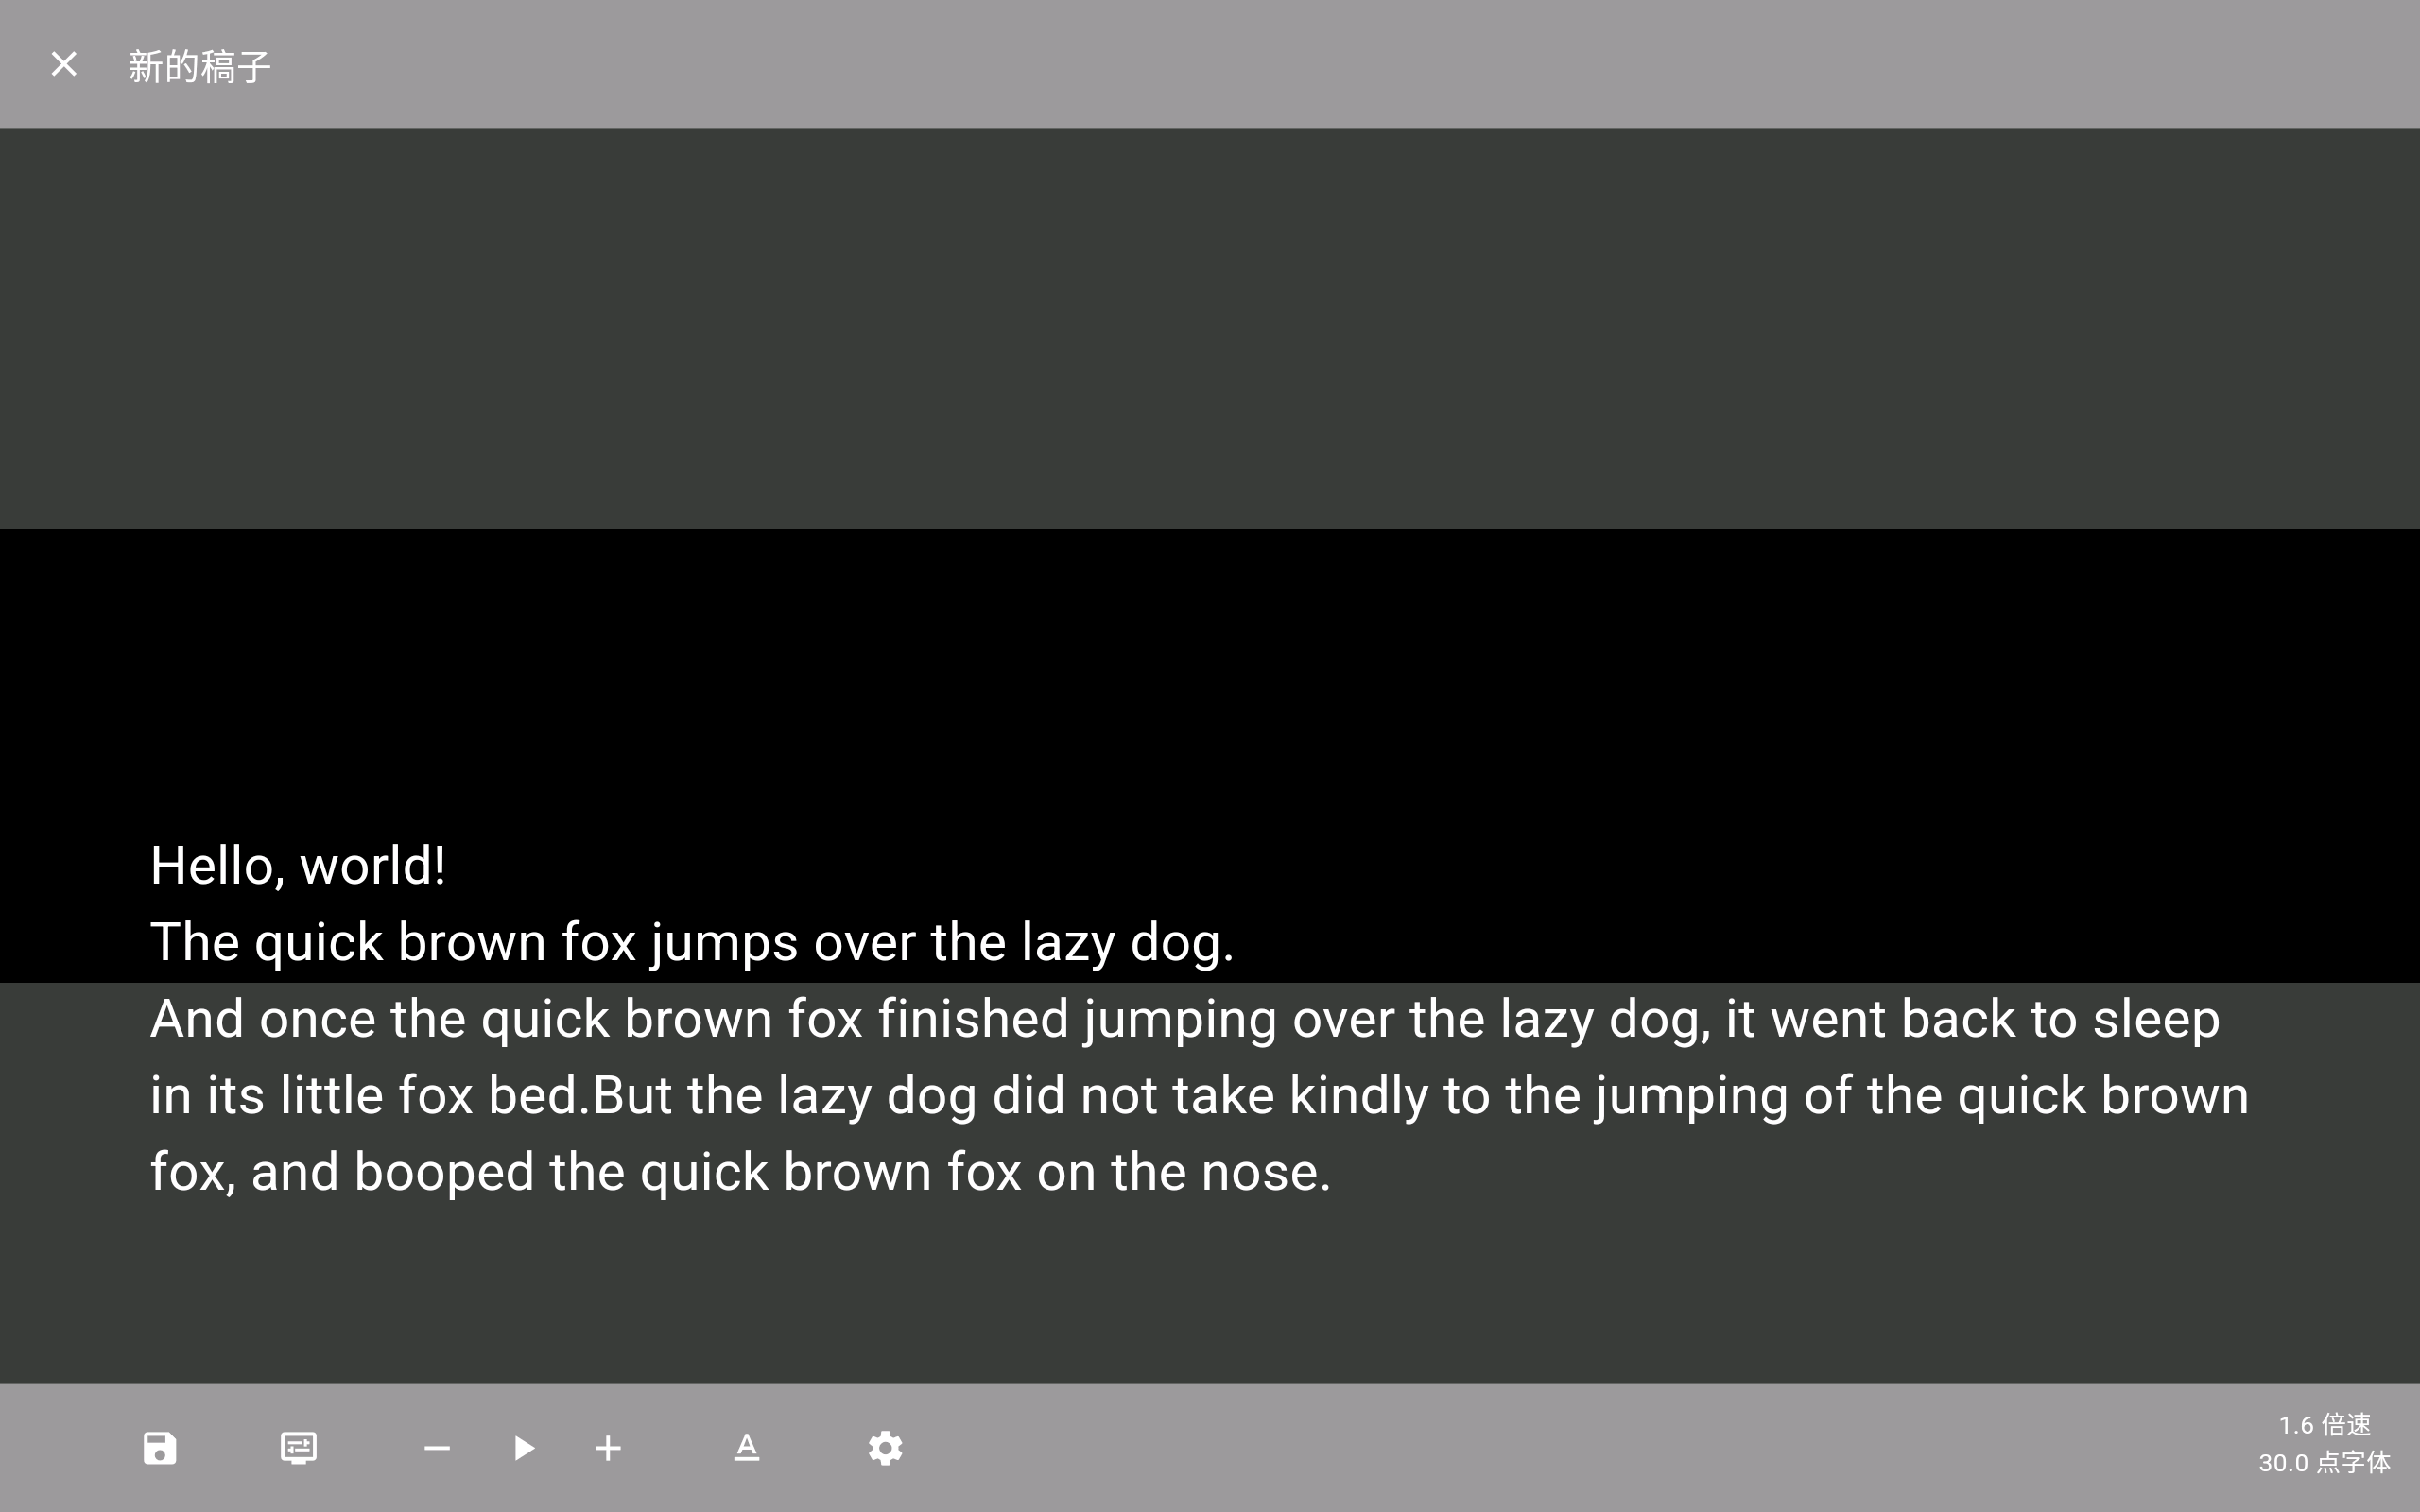 新的稿子
Hello, world!
The quick brown fox jumps over the lazy dog.
And once the quick brown fox finished jumping over the lazy dog, it went back to sleep
in its little fox bed.But the lazy dog did not take kindly to the jumping of the quick brown
fox, and booped the quick brown fox on the nose.
1.6 倍速
30.0 点字体